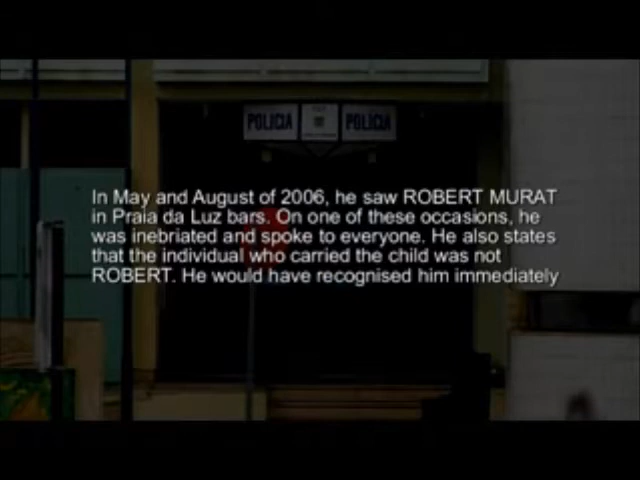 POLÍCIA POLÍCIA
In May and August of 2006, he saw ROBERT MURAT
in Praia da Luz bars. On one of these occasions, he
was inebriated and spoke to everyone. He also states
that the individual who carried the child was not
ROBERT. He would have recognised him immediately